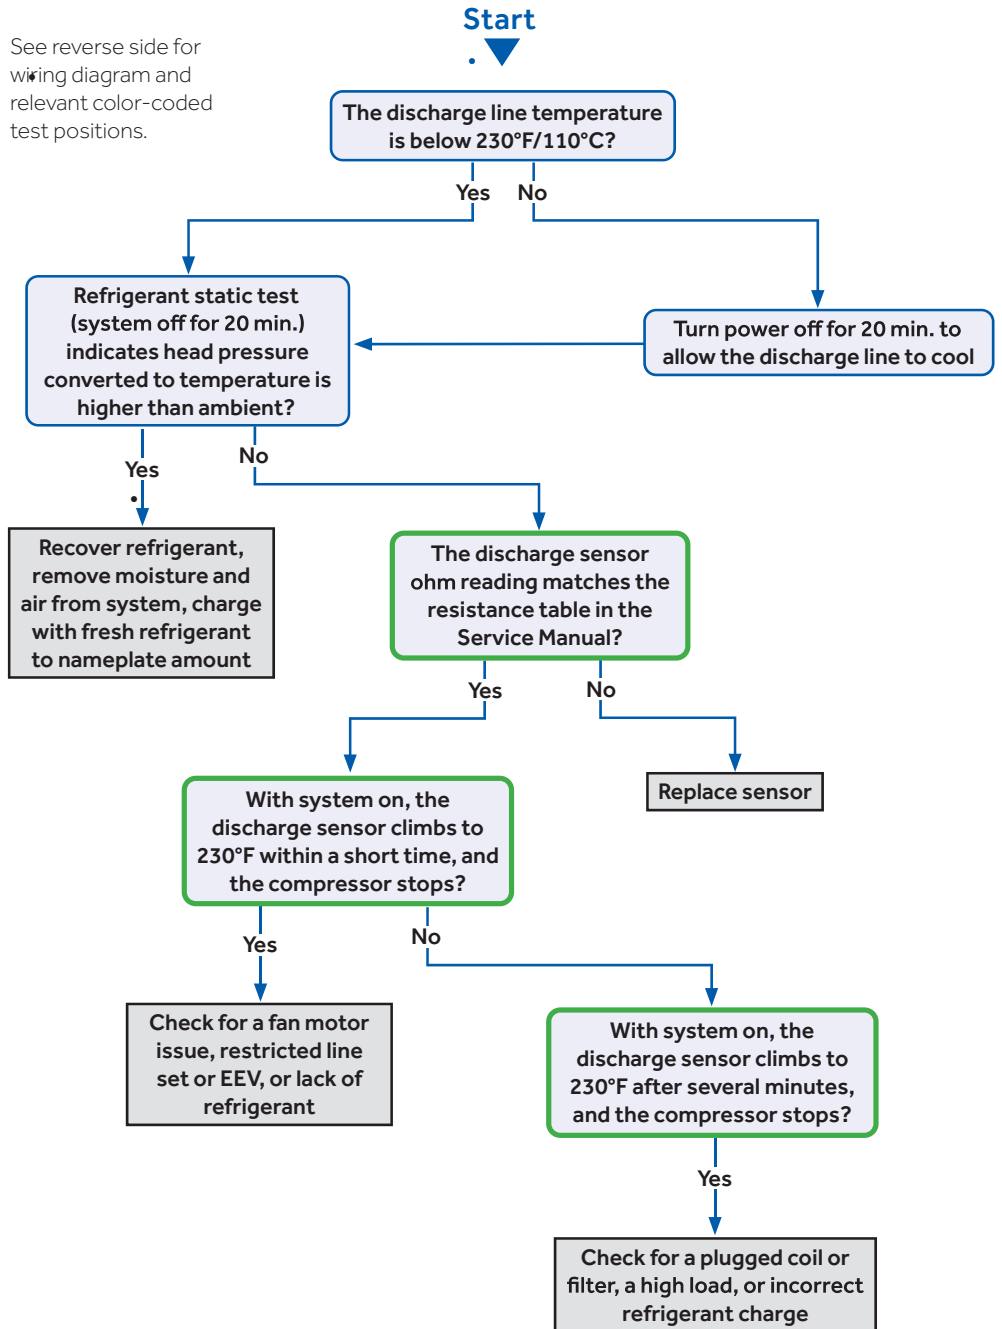 Start
See reverse side for
wiring diagram and
relevant color-coded
test positions.
The discharge line temperature
is below 230°F/110°C?
Yes
No
Refrigerant static test
(system off for 20 min.)
indicates head pressure
converted to temperature is
higher than ambient?
Turn power off for 20 min. to
allow the discharge line to cool
Yes
No
Recover refrigerant,
remove moisture and
air from system, charge
with fresh refrigerant
to nameplate amount
The discharge sensor
ohm reading matches the
resistance table in the
Service Manual?
Yes
No
Replace sensor
With system on, the
discharge sensor climbs to
230°F within a short time, and
the compressor stops?
Yes
No
Check for a fan motor
issue, restricted line
set or EEV, or lack of
refrigerant
With system on, the
discharge sensor climbs to
230°F after several minutes,
and the compressor stops?
Yes
Check for a plugged coil or
filter, a high load, or incorrect
refrigerant charge